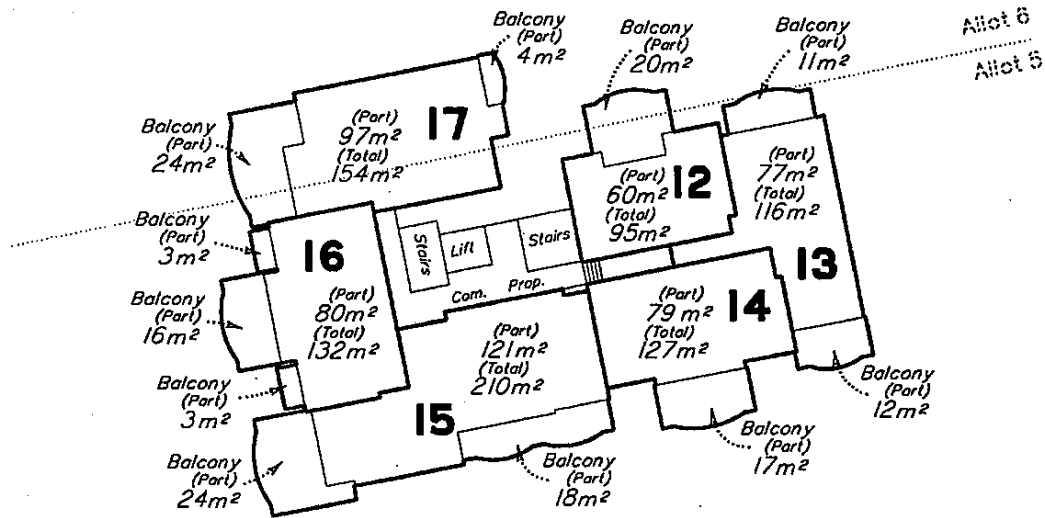 Allot 6
Allot 5
Balcony
(Part)
4m²
Balcony
(Part)
20m²
Balcony
(Part)
11m²
Balcony
(Part)
24m²
(Part)
97m²
(Total)
154m²
17
(Part)
60m²
(Total)
95m²
12
(Part)
77m²
(Total)
116m²
13
Balcony
(Part)
3m²
16
(Part)
80m²
(Total)
132m²
Stairs
Lift
Stairs
Com. Prop.
Balcony
(Part)
16m²
(Part)
79m²
(Total)
127m²
14
(Part)
121m²
(Total)
210m²
15
Balcony
(Part)
3m²
Balcony
(Part)
12m²
Balcony
(Part)
24m²
Balcony
(Part)
18m²
Balcony
(Part)
17m²